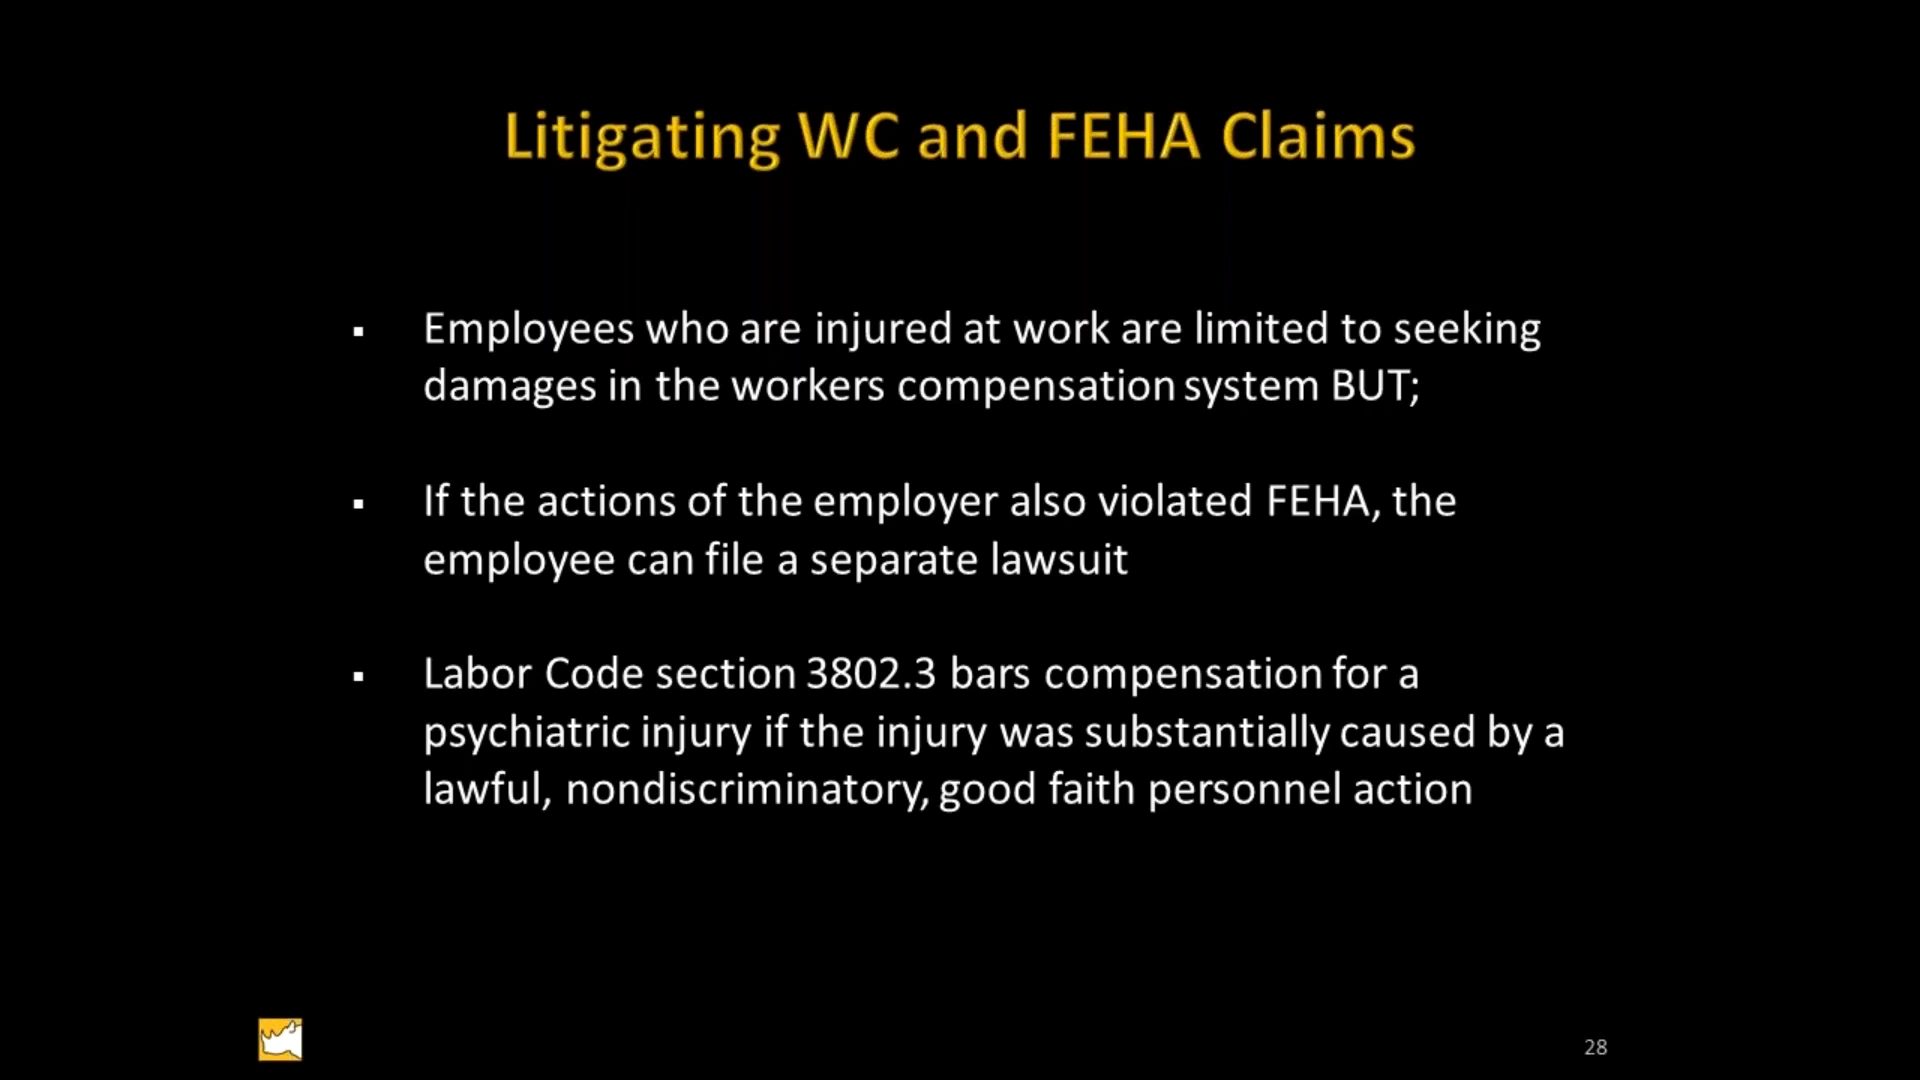 Litigating WC and FEHA Claims
▪ Employees who are injured at work are limited to seeking
damages in the workers compensation system BUT;
▪ If the actions of the employer also violated FEHA, the
employee can file a separate lawsuit
▪ Labor Code section 3802.3 bars compensation for a
psychiatric injury if the injury was substantially caused by a
lawful, nondiscriminatory, good faith personnel action
28